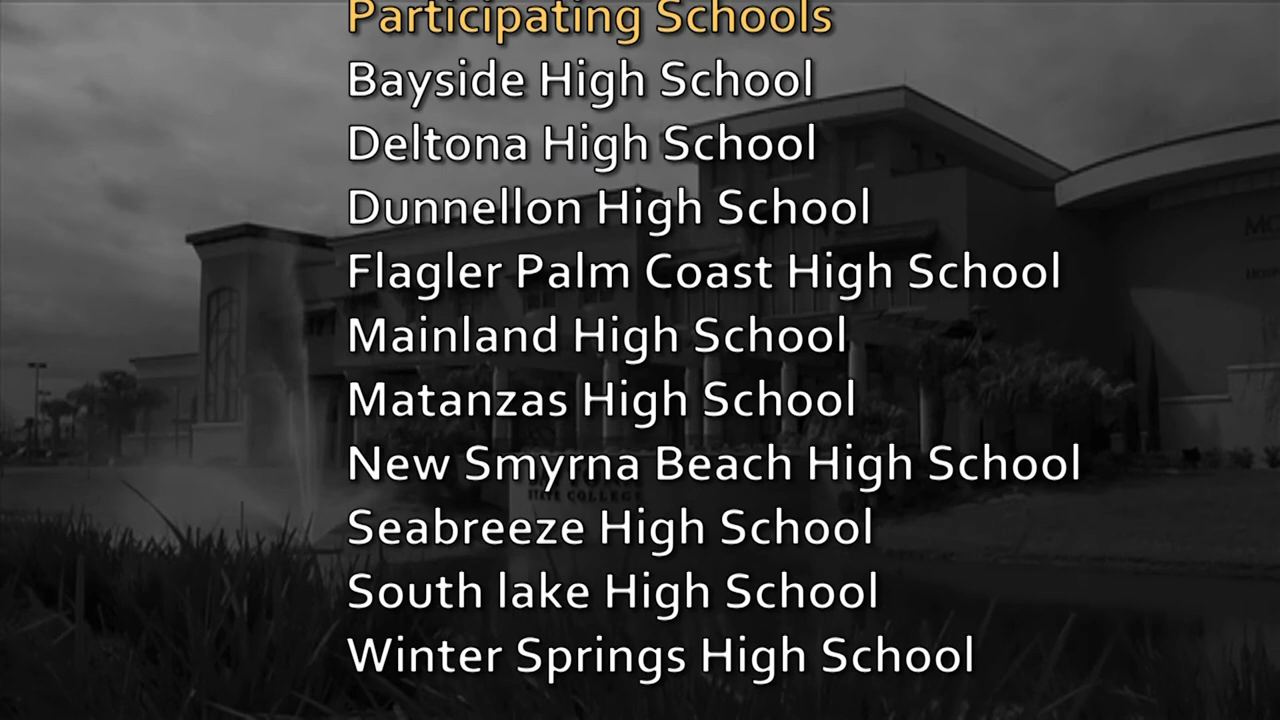 Participating Schools
Bayside High School
Deltona High School
Dunnellon High School
Flagler Palm Coast High School
Mainland High School
Matanzas High School
New Smyrna Beach High School
STATE COLLEGE
Seabreeze High School
South lake High School
Winter Springs High School